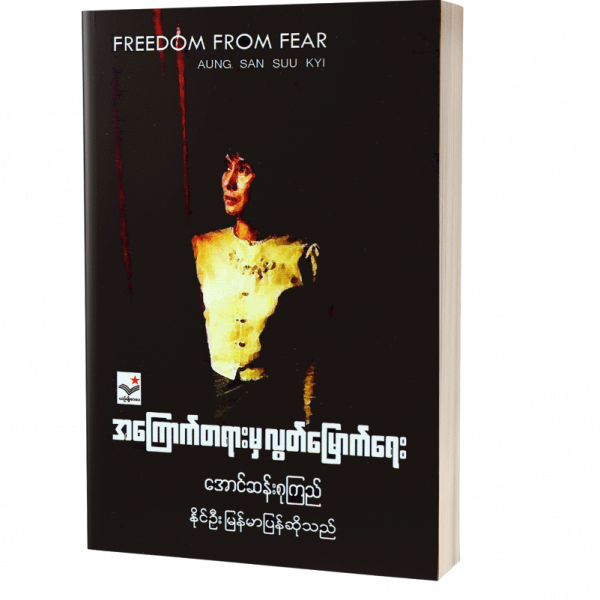 FREEDOM FROM FEAR
AUNG SAN SUU KYI
အကြောက်တရားမှလွတ်မြောက်ရေး
အောင်ဆန်းစုကြည်
နိုင်ဦးမြန်မာပြန်ဆိုသည်